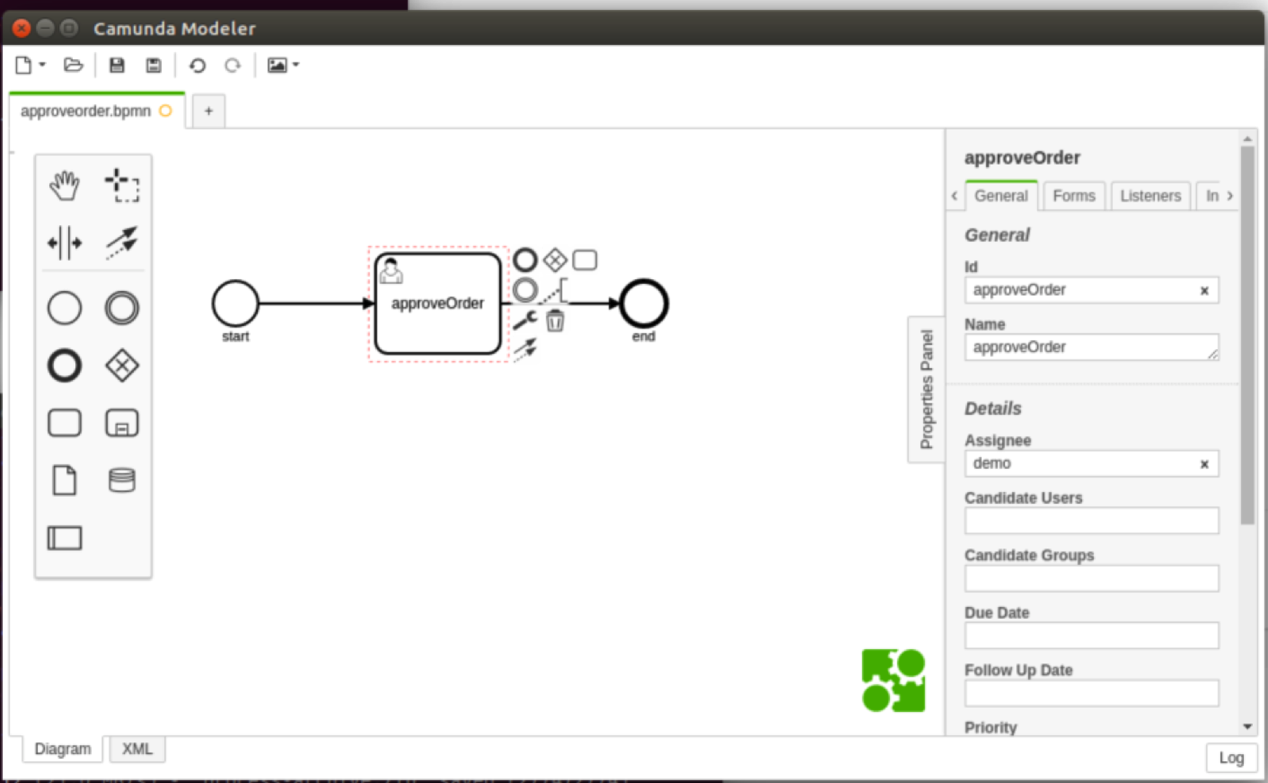 Camunda Modeler
approveorder.bpmn
+
approveOrder
start
end
Properties Panel
approveOrder
General Forms Listeners In
General
Id
approveOrder
Name
approveOrder
Details
Assignee
demo
Candidate Users
Candidate Groups
Due Date
Follow Up Date
Priority
Diagram XML
Log